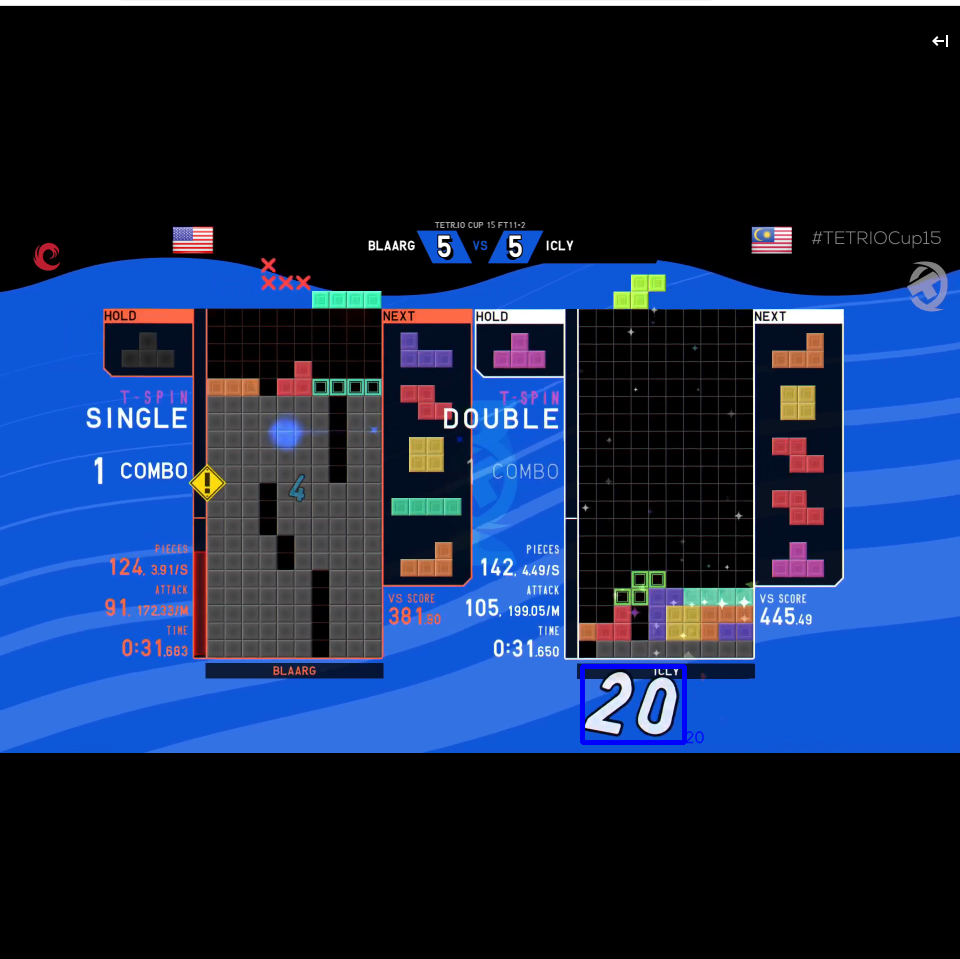 TETR.IO CUP 15 FT11-2
BLAARG 5 VS 5 ICLY
#TETRIOCup15
HOLD
NEXT
T-SPIN
SINGLE
1 COMBO
4
PIECES
124, 3.91/S
ATTACK
91, 172.33/M
TIME
0:31.683
VS SCORE
381.80
BLAARG
HOLD
NEXT
T-SPIN
DOUBLE
COMBO
PIECES
142, 4.49/S
ATTACK
105, 199.05/M
TIME
0:31.650
VS SCORE
445.49
ICLY
20
20